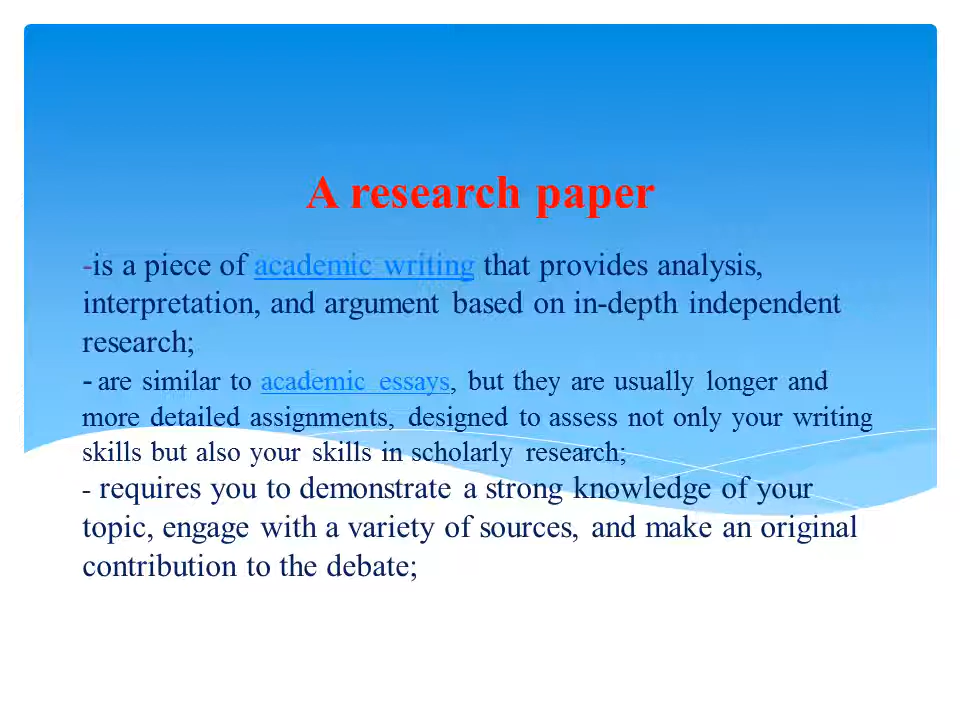 A research paper
-is a piece of academic writing that provides analysis,
interpretation, and argument based on in-depth independent
research;
- are similar to academic essays, but they are usually longer and
more detailed assignments, designed to assess not only your writing
skills but also your skills in scholarly research;
- requires you to demonstrate a strong knowledge of your
topic, engage with a variety of sources, and make an original
contribution to the debate;